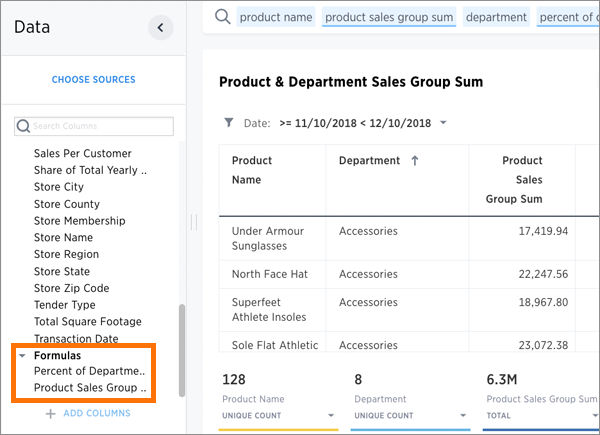 Data
CHOOSE SOURCES
Search Columns
Sales Per Customer
Share of Total Yearly ..
Store City
Store County
Store Membership
Store Name
Store Region
Store State
Store Zip Code
Tender Type
Total Square Footage
Transaction Date
Formulas
Percent of Departme..
Product Sales Group ..
+ ADD COLUMNS
product name product sales group sum department percent of d
Product & Department Sales Group Sum
Date: >= 11/10/2018 < 12/10/2018
Product Name Department ↑ Product Sales Group Sum
Under Armour Sunglasses Accessories 17,419.94
North Face Hat Accessories 22,247.56
Superfeet Athlete Insoles Accessories 18,967.80
Sole Flat Athletic Accessories 23,072.38
128 8 6.3M
Product Name Department Product Sales Group Sum
UNIQUE COUNT UNIQUE COUNT TOTAL